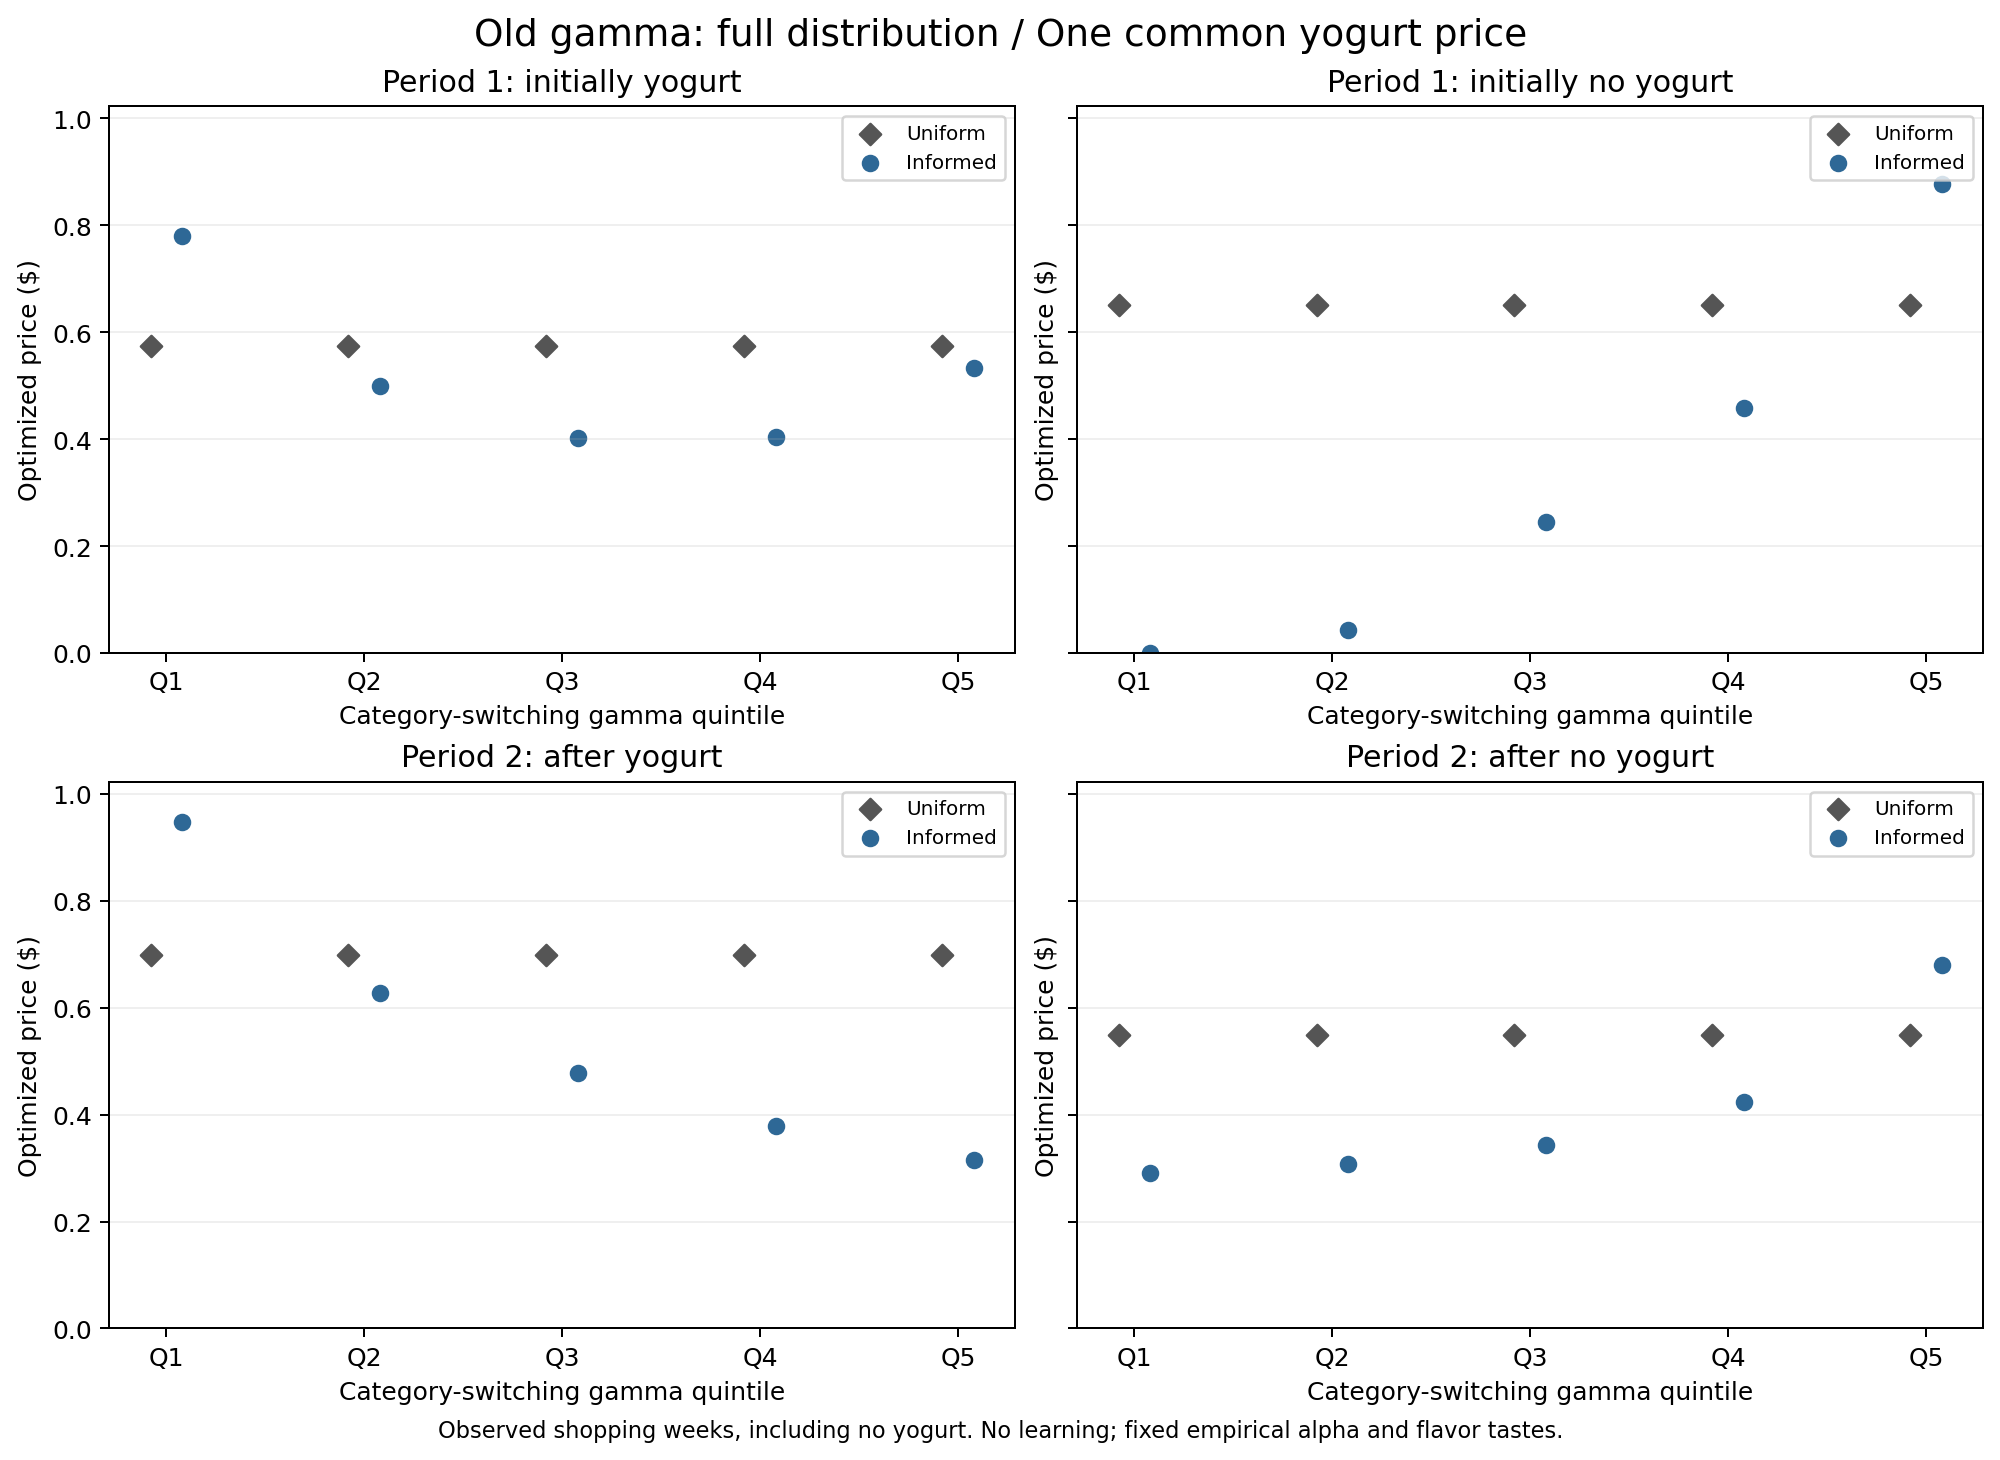 Old gamma: full distribution / One common yogurt price
Period 1: initially yogurt
Uniform
Informed
Optimized price ($)
1.0
0.8
0.6
0.4
0.2
0.0
Q1 Q2 Q3 Q4 Q5
Category-switching gamma quintile
Period 1: initially no yogurt
Uniform
Informed
Optimized price ($)
Q1 Q2 Q3 Q4 Q5
Category-switching gamma quintile
Period 2: after yogurt
Uniform
Informed
Optimized price ($)
1.0
0.8
0.6
0.4
0.2
0.0
Q1 Q2 Q3 Q4 Q5
Category-switching gamma quintile
Period 2: after no yogurt
Uniform
Informed
Optimized price ($)
Q1 Q2 Q3 Q4 Q5
Category-switching gamma quintile
Observed shopping weeks, including no yogurt. No learning; fixed empirical alpha and flavor tastes.